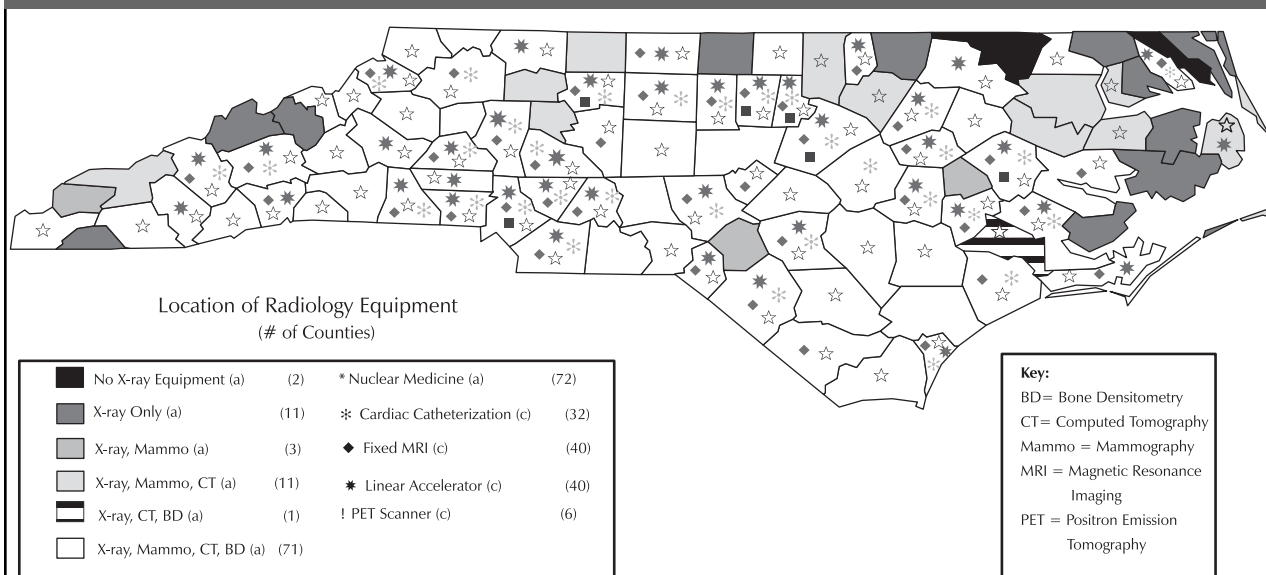 Location of Radiology Equipment
(# of Counties)
No X-ray Equipment (a) (2)
X-ray Only (a) (11)
X-ray, Mammo (a) (3)
X-ray, Mammo, CT (a) (11)
X-ray, CT, BD (a) (1)
X-ray, Mammo, CT, BD (a) (71)
* Nuclear Medicine (a) (72)
✻ Cardiac Catheterization (c) (32)
◆ Fixed MRI (c) (40)
✷ Linear Accelerator (c) (40)
! PET Scanner (c) (6)
Key:
BD= Bone Densitometry
CT= Computed Tomography
Mammo = Mammography
MRI = Magnetic Resonance
Imaging
PET = Positron Emission
Tomography